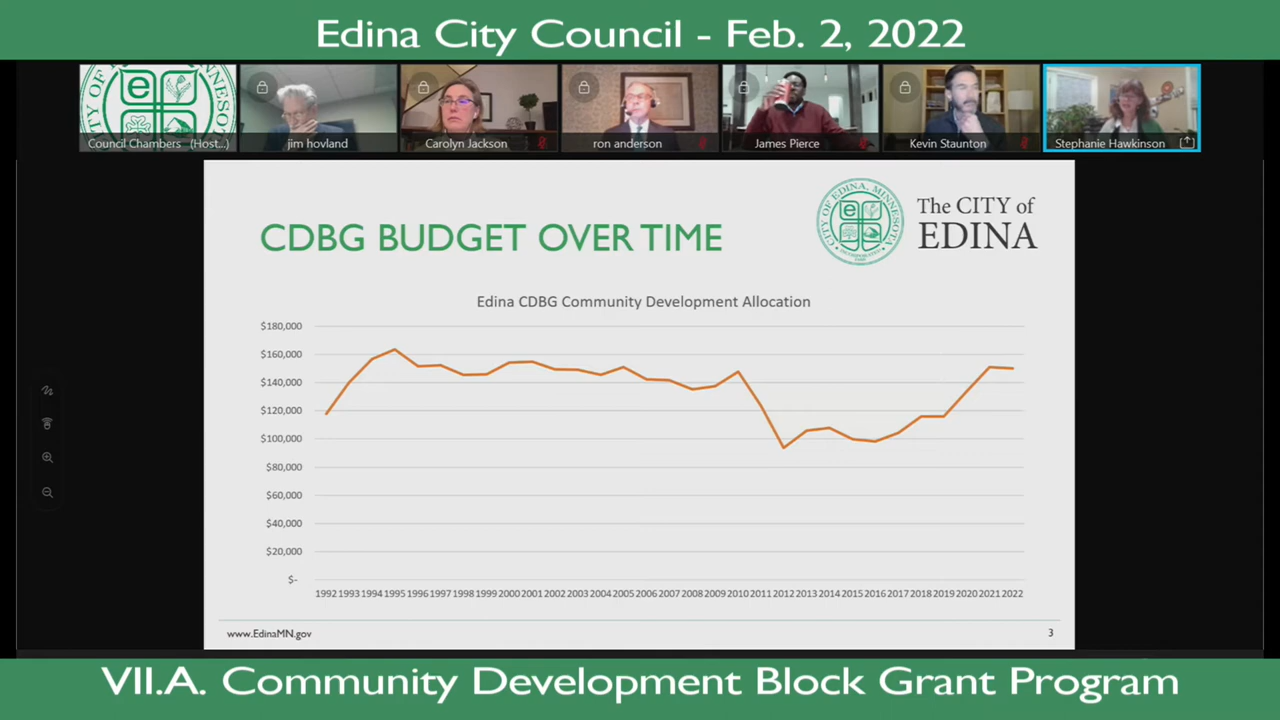 Edina City Council - Feb. 2, 2022
Council Chambers (Host...)
jim hovland
Carolyn Jackson
ron anderson
James Pierce
Kevin Staunton
Stephanie Hawkinson
CDBG BUDGET OVER TIME
CITY OF EDINA, MINNESOTA
e
The CITY of
EDINA
Edina CDBG Community Development Allocation
$180,000
$160,000
$140,000
$120,000
$100,000
$80,000
$60,000
$40,000
$20,000
$-
1992 1993 1994 1995 1996 1997 1998 1999 2000 2001 2002 2003 2004 2005 2006 2007 2008 2009 2010 2011 2012 2013 2014 2015 2016 2017 2018 2019 2020 2021 2022
www.EdinaMN.gov
3
VII.A. Community Development Block Grant Program